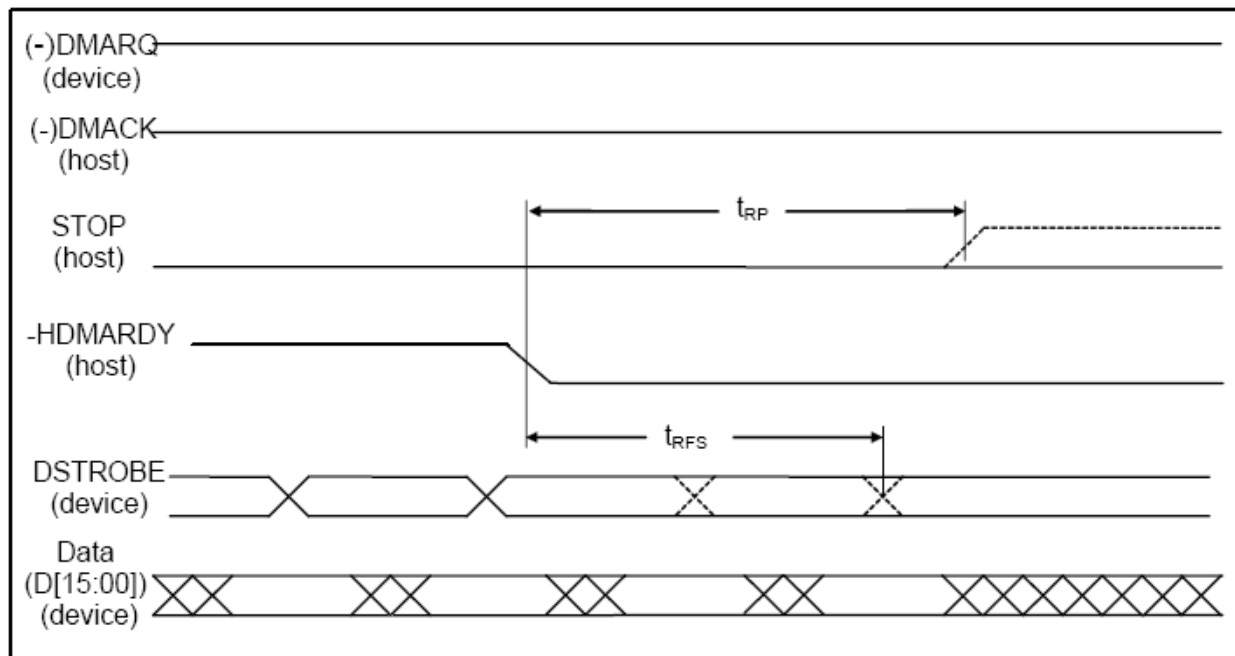 (-)DMARQ
(device)
(-)DMACK
(host)
tRP
STOP
(host)
-HDMARDY
(host)
tRFS
DSTROBE
(device)
Data
(D[15:00])
(device)